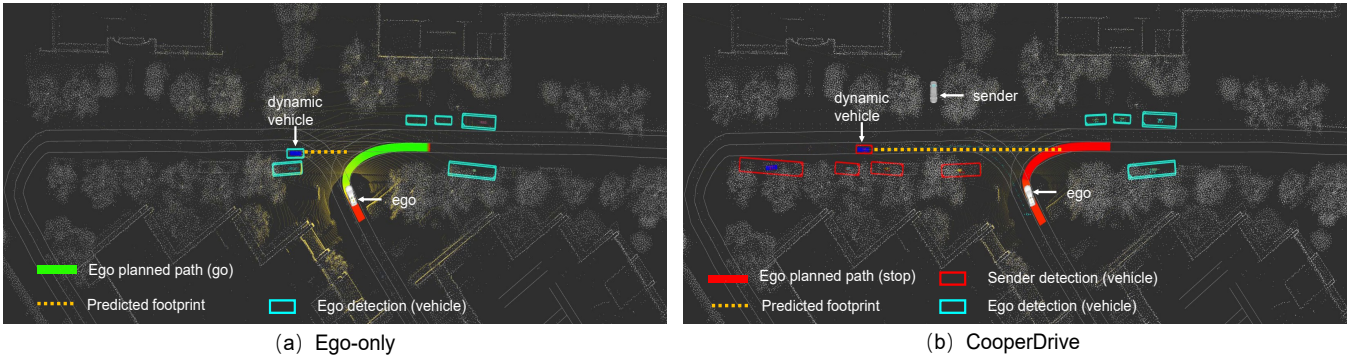 dynamic
vehicle
ego
Ego planned path (go)
Predicted footprint
Ego detection (vehicle)
(a) Ego-only
dynamic
vehicle
sender
ego
Ego planned path (stop)
Sender detection (vehicle)
Predicted footprint
Ego detection (vehicle)
(b) CooperDrive